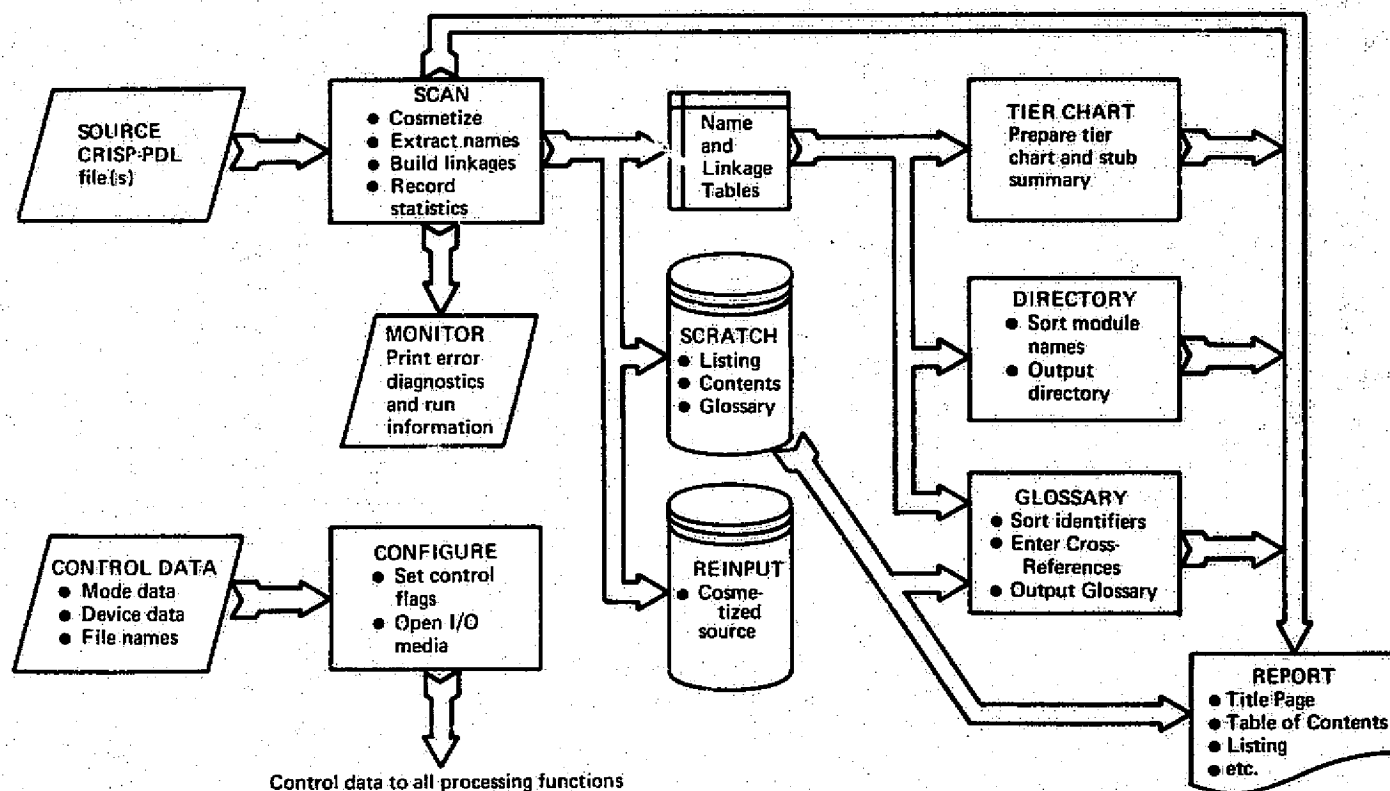 SOURCE
CRISP-PDL
file(s)
SCAN
● Cosmetize
● Extract names
● Build linkages
● Record
statistics
Name
and
Linkage
Tables
TIER CHART
Prepare tier
chart and stub
summary
MONITOR
Print error
diagnostics
and run
information
SCRATCH
● Listing
● Contents
● Glossary
DIRECTORY
● Sort module
names
● Output
directory
CONTROL DATA
● Mode data
● Device data
● File names
CONFIGURE
● Set control
flags
● Open I/O
media
REINPUT
● Cosme-
tized
source
GLOSSARY
● Sort identifiers
● Enter Cross-
References
● Output Glossary
REPORT
● Title Page
● Table of Contents
● Listing
● etc.
Control data to all processing functions